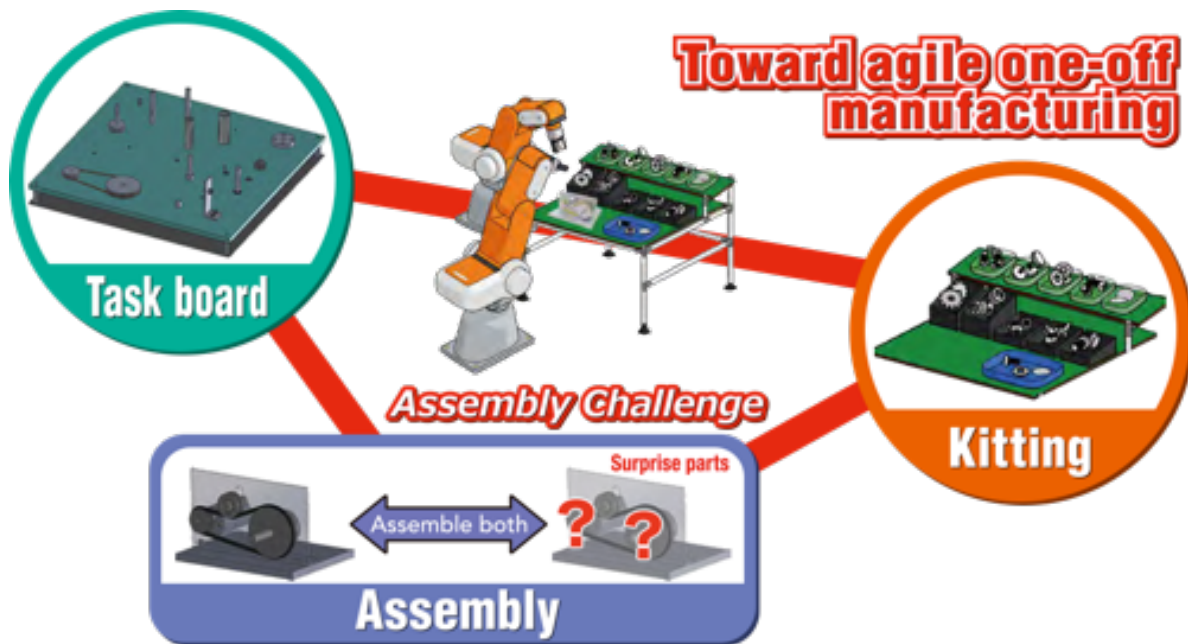 Toward agile one-off
manufacturing
Task board
Kitting
Assembly Challenge
Surprise parts
Assemble both
? ?
Assembly